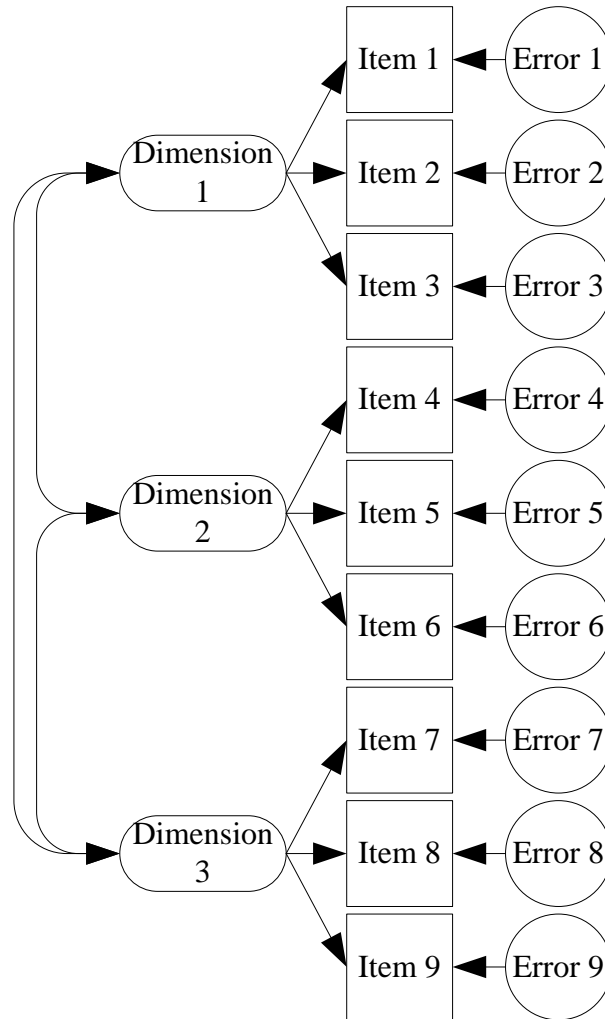 Item 1
Error 1
Dimension
1
Item 2
Error 2
Item 3
Error 3
Item 4
Error 4
Dimension
2
Item 5
Error 5
Item 6
Error 6
Item 7
Error 7
Dimension
3
Item 8
Error 8
Item 9
Error 9